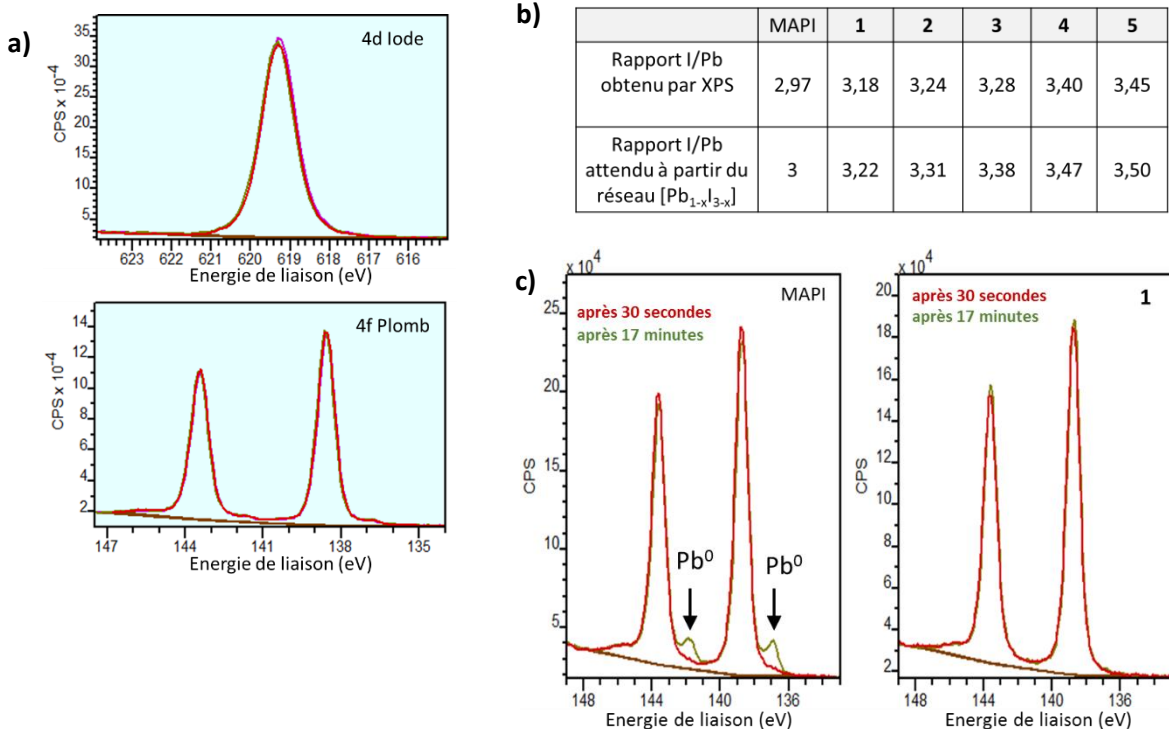 a)
4d Iode
CPS x 10⁻⁴
35
30
25
20
15
10
5
623 622 621 620 619 618 617 616
Energie de liaison (eV)
4f Plomb
CPS x 10⁻⁴
14
12
10
8
6
4
2
147 144 141 138 135
Energie de liaison (eV)
b)
MAPI 1 2 3 4 5
Rapport I/Pb
obtenu par XPS
2,97 3,18 3,24 3,28 3,40 3,45
Rapport I/Pb
attendu à partir du
réseau [Pb₁₋ₓI₃₋ₓ]
3 3,22 3,31 3,38 3,47 3,50
c)
x 10⁴
MAPI
après 30 secondes
après 17 minutes
CPS
25
20
15
10
5
Pb⁰
Pb⁰
148 144 140 136
Energie de liaison (eV)
x 10⁴
1
après 30 secondes
après 17 minutes
CPS
20
18
16
14
12
10
8
6
4
2
148 144 140 136
Energie de liaison (eV)